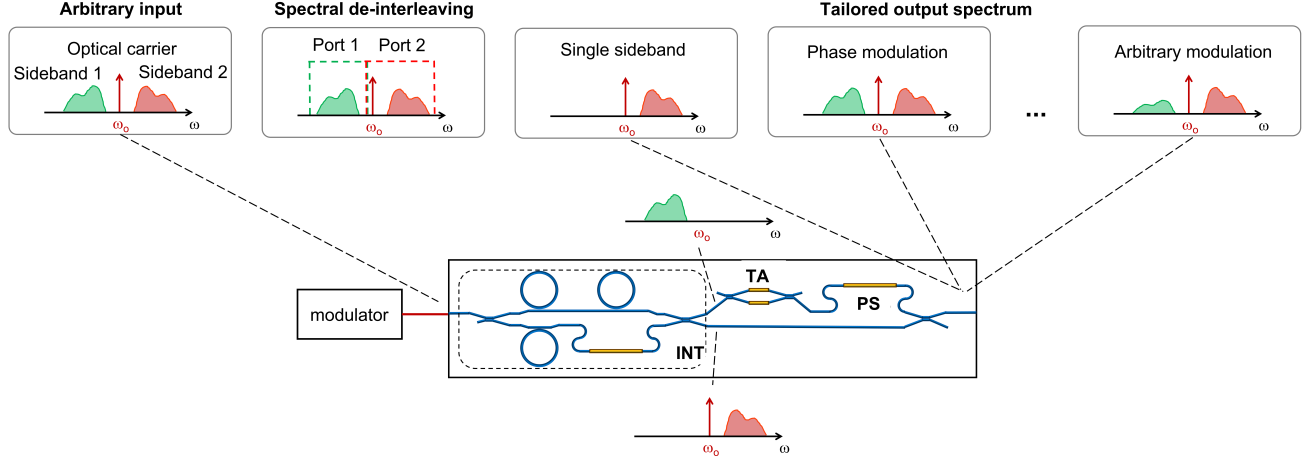 Arbitrary input
Spectral de-interleaving
Tailored output spectrum
Optical carrier
Sideband 1
Sideband 2
ωo
ω
Port 1
Port 2
ωo
ω
Single sideband
ωo
ω
Phase modulation
ωo
ω
...
Arbitrary modulation
ωo
ω
ωo
ω
modulator
INT
TA
PS
ωo
ω